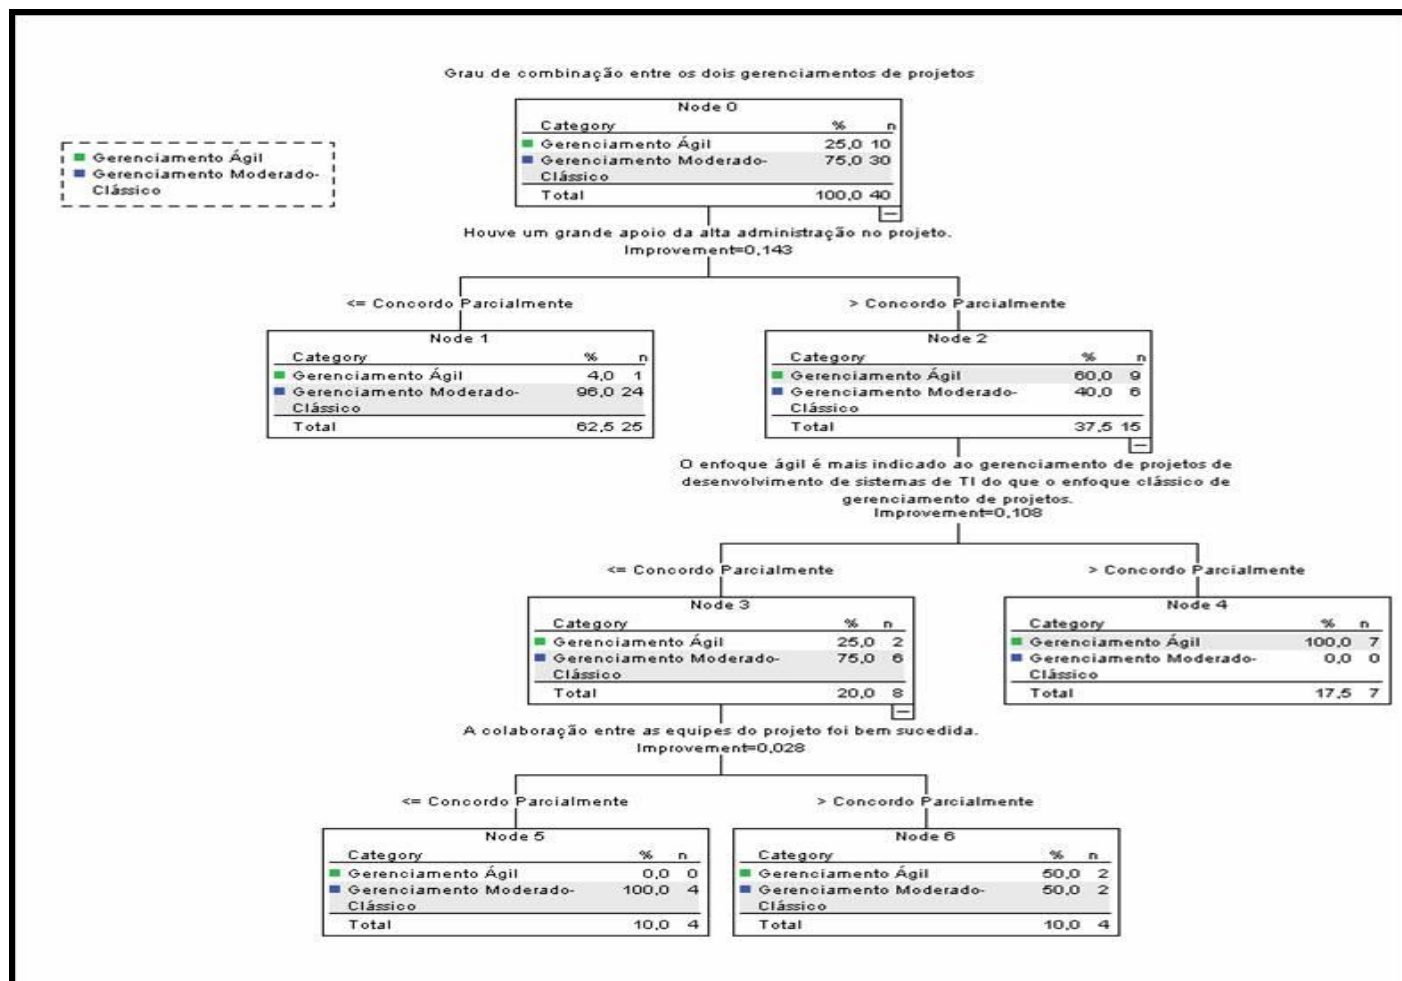 Grau de combinação entre os dois gerenciamentos de projetos
Gerenciamento Ágil
Gerenciamento Moderado-
Clássico
Node 0
Category % n
Gerenciamento Ágil 25,0 10
Gerenciamento Moderado- 75,0 30
Clássico
Total 100,0 40
Houve um grande apoio da alta administração no projeto.
Improvement=0,143
<= Concordo Parcialmente
> Concordo Parcialmente
Node 1
Category % n
Gerenciamento Ágil 4,0 1
Gerenciamento Moderado- 96,0 24
Clássico
Total 62,5 25
Node 2
Category % n
Gerenciamento Ágil 60,0 9
Gerenciamento Moderado- 40,0 6
Clássico
Total 37,5 15
O enfoque ágil é mais indicado ao gerenciamento de projetos de
desenvolvimento de sistemas de TI do que o enfoque clássico de
gerenciamento de projetos.
Improvement=0,108
<= Concordo Parcialmente
> Concordo Parcialmente
Node 3
Category % n
Gerenciamento Ágil 25,0 2
Gerenciamento Moderado- 75,0 6
Clássico
Total 20,0 8
Node 4
Category % n
Gerenciamento Ágil 100,0 7
Gerenciamento Moderado- 0,0 0
Clássico
Total 17,5 7
A colaboração entre as equipes do projeto foi bem sucedida.
Improvement=0,028
<= Concordo Parcialmente
> Concordo Parcialmente
Node 5
Category % n
Gerenciamento Ágil 0,0 0
Gerenciamento Moderado- 100,0 4
Clássico
Total 10,0 4
Node 6
Category % n
Gerenciamento Ágil 50,0 2
Gerenciamento Moderado- 50,0 2
Clássico
Total 10,0 4